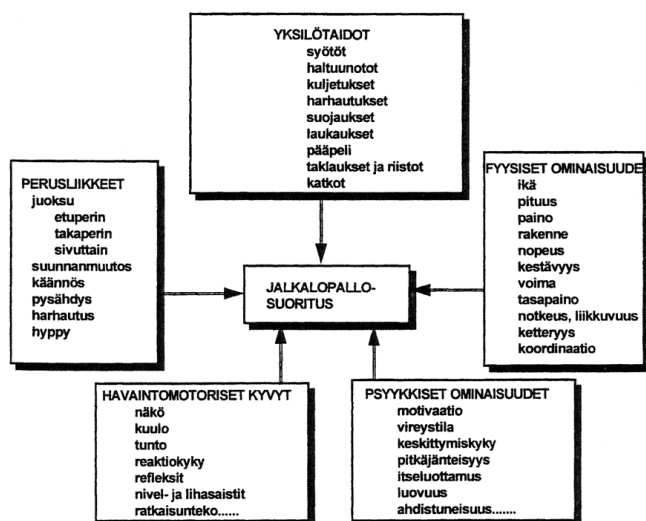 YKSILÖTAIDOT
syötöt
haltuunotot
kuljetukset
harhautukset
suojaukset
laukaukset
pääpeli
taklaukset ja riistot
katkot
PERUSLIIKKEET
juoksu
etuperin
takaperin
sivuttain
suunnanmuutos
käännös
pysähdys
harhautus
hyppy
FYYSISET OMINAISUUDE
ikä
pituus
paino
rakenne
nopeus
kestävyys
voima
tasapaino
notkeus, liikkuvuus
ketteryys
koordinaatio
JALKALOPALLO-
SUORITUS
HAVAINTOMOTORISET KYVYT
näkö
kuulo
tunto
reaktiokyky
refleksit
nivel- ja lihasaistit
ratkaisunteko......
PSYYKKISET OMINAISUUDET
motivaatio
vireystila
keskittymiskyky
pitkäjänteisyys
itseluottamus
luovuus
ahdistuneisuus.......